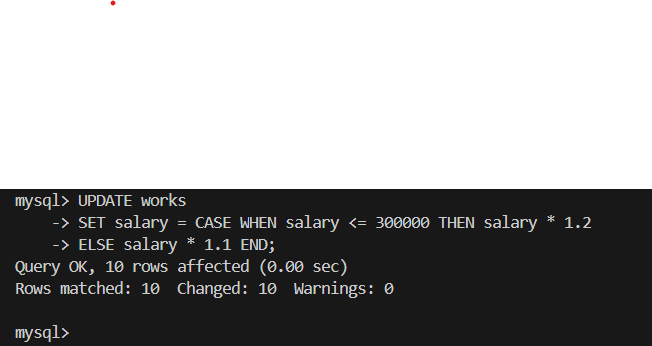 mysql> UPDATE works
    -> SET salary = CASE WHEN salary <= 300000 THEN salary * 1.2
    -> ELSE salary * 1.1 END;
Query OK, 10 rows affected (0.00 sec)
Rows matched: 10  Changed: 10  Warnings: 0
mysql>